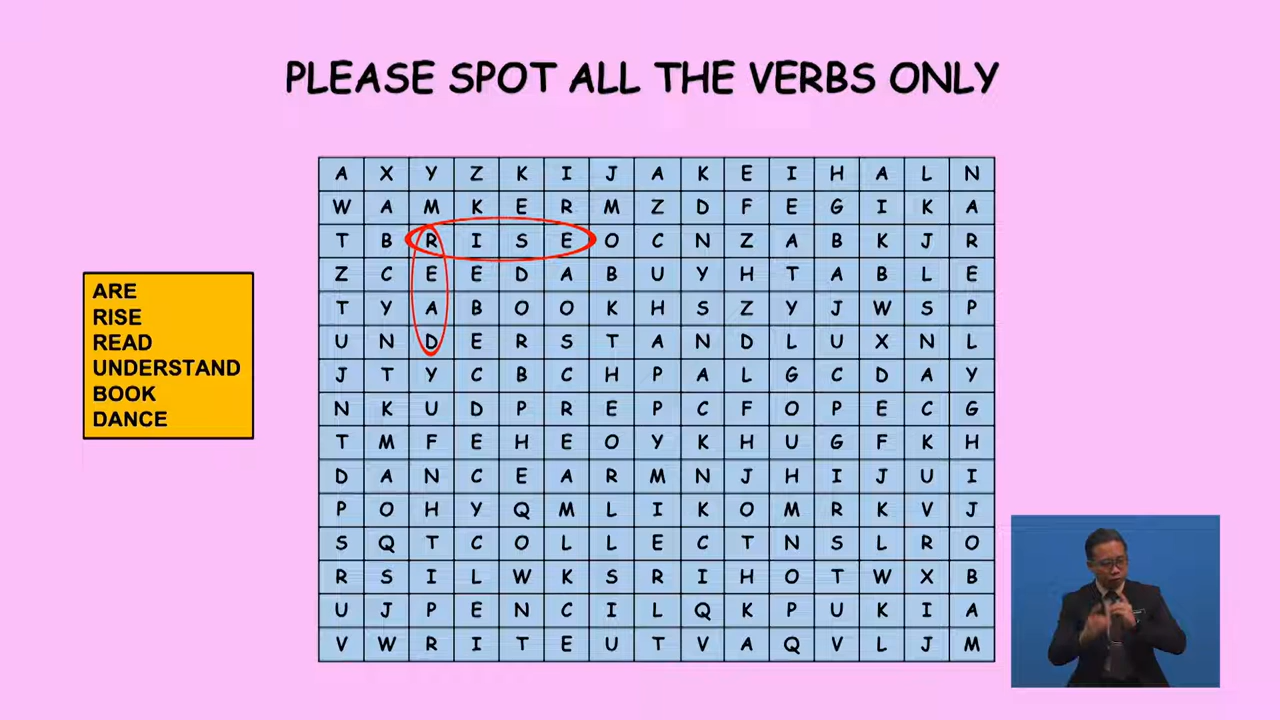 PLEASE SPOT ALL THE VERBS ONLY
A X Y Z K I J A K E I H A L N
W A M K E R M Z D F E G I K A
T B R I S E O C N Z A B K J R
Z C E E D A B U Y H T A B L E
T Y A B O O K H S Z Y J W S P
U N D E R S T A N D L U X N L
J T Y C B C H P A L G C D A Y
N K U D P R E P C F O P E C G
T M F E H E O Y K H U G F K H
D A N C E A R M N J H I J U I
P O H Y Q M L I K O M R K V J
S Q T C O L L E C T N S L R O
R S I L W K S R I H O T W X B
U J P E N C I L Q K P U K I A
V W R I T E U T V A Q V L J M
ARE
RISE
READ
UNDERSTAND
BOOK
DANCE